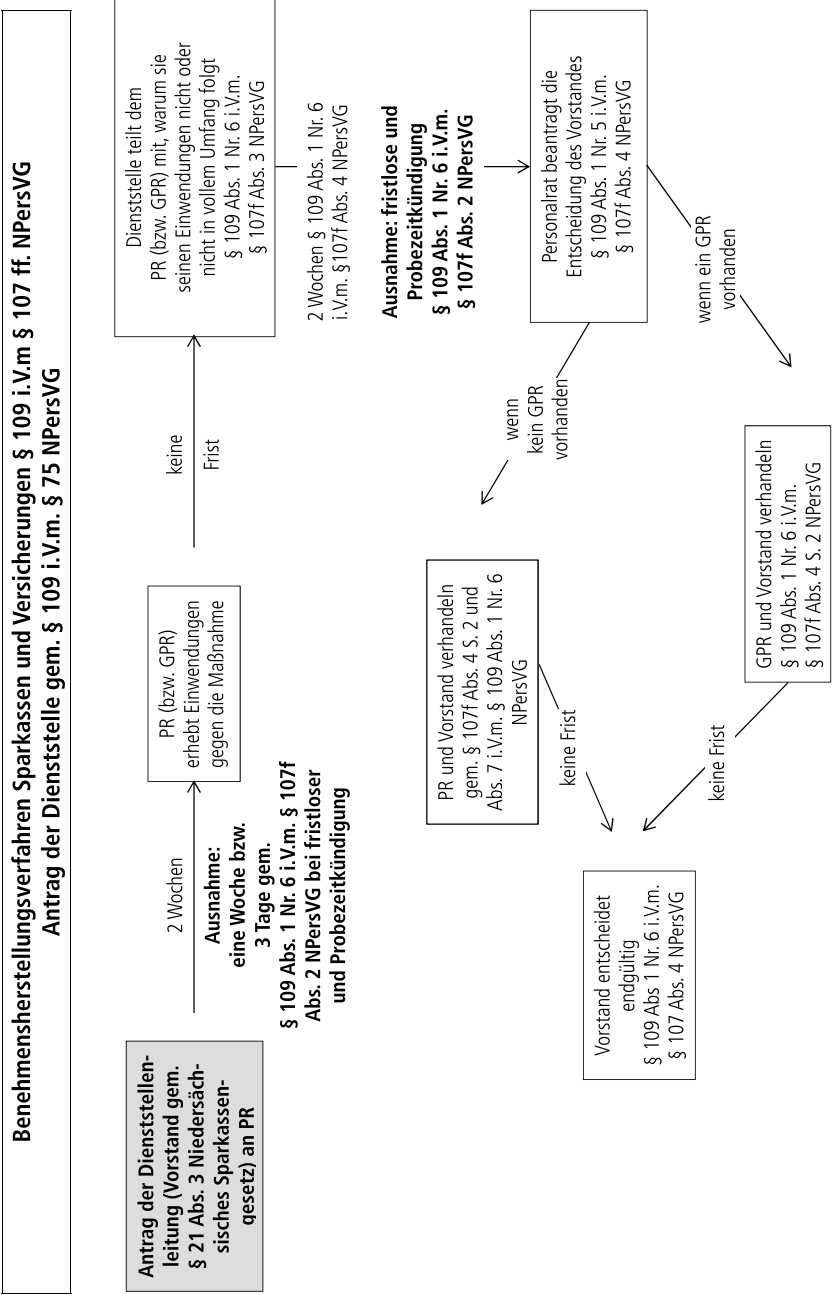 Benehmensherstellungsverfahren Sparkassen und Versicherungen § 109 i.V.m § 107 ff. NPersVG
Antrag der Dienststelle gem. § 109 i.V.m. § 75 NPersVG
Antrag der Dienststellen-
leitung (Vorstand gem.
§ 21 Abs. 3 Niedersäch-
sisches Sparkassen-
gesetz) an PR
2 Wochen
Ausnahme:
eine Woche bzw.
3 Tage gem.
§ 109 Abs. 1 Nr. 6 i.V.m. § 107f
Abs. 2 NPersVG bei fristloser
und Probezeitkündigung
PR (bzw. GPR)
erhebt Einwendungen
gegen die Maßnahme
keine
Frist
Dienststelle teilt dem
PR (bzw. GPR) mit, warum sie
seinen Einwendungen nicht oder
nicht in vollem Umfang folgt
§ 109 Abs. 1 Nr. 6 i.V.m.
§ 107f Abs. 3 NPersVG
2 Wochen § 109 Abs. 1 Nr. 6
i.V.m. §107f Abs. 4 NPersVG
Ausnahme: fristlose und
Probezeitkündigung
§ 109 Abs. 1 Nr. 6 i.V.m.
§ 107f Abs. 2 NPersVG
Personalrat beantragt die
Entscheidung des Vorstandes
§ 109 Abs. 1 Nr. 5 i.V.m.
§ 107f Abs. 4 NPersVG
wenn
kein GPR
vorhanden
wenn ein GPR
vorhanden
PR und Vorstand verhandeln
gem. § 107f Abs. 4 S. 2 und
Abs. 7 i.V.m. § 109 Abs. 1 Nr. 6
NPersVG
GPR und Vorstand verhandeln
§ 109 Abs. 1 Nr. 6 i.V.m.
§ 107f Abs. 4 S. 2 NPersVG
keine Frist
keine Frist
Vorstand entscheidet
endgültig
§ 109 Abs 1 Nr. 6 i.V.m.
§ 107 Abs. 4 NPersVG